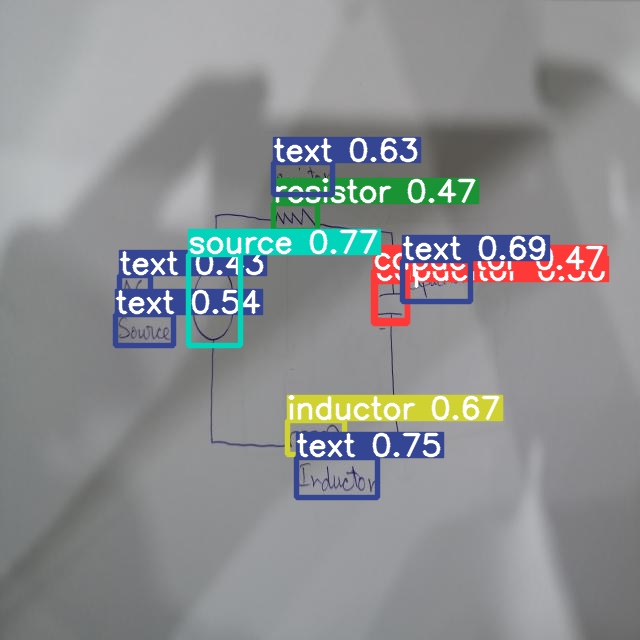 text 0.63
resistor 0.47
source 0.77
text 0.69
text 0.43
0.47
text 0.54
Source
inductor 0.67
text 0.75
Inductor